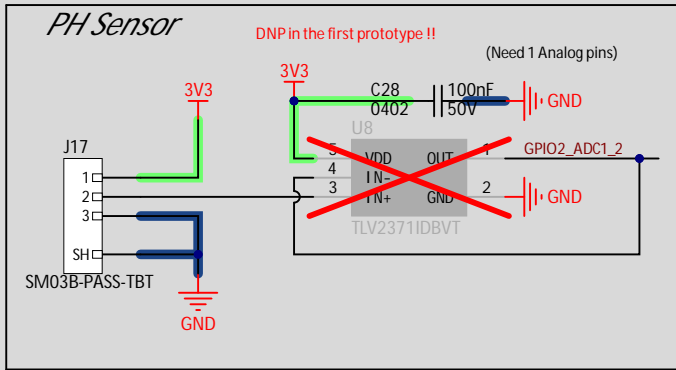 PH Sensor
DNP in the first prototype !!
(Need 1 Analog pins)
3V3
3V3
C28 100nF
0402 50V
GND
U8
J17
5 VDD OUT 1
GPIO2_ADC1_2
4 IN-
3 IN+ GND 2
GND
TLV2371IDBVT
1
2
3
SH
SM03B-PASS-TBT
GND